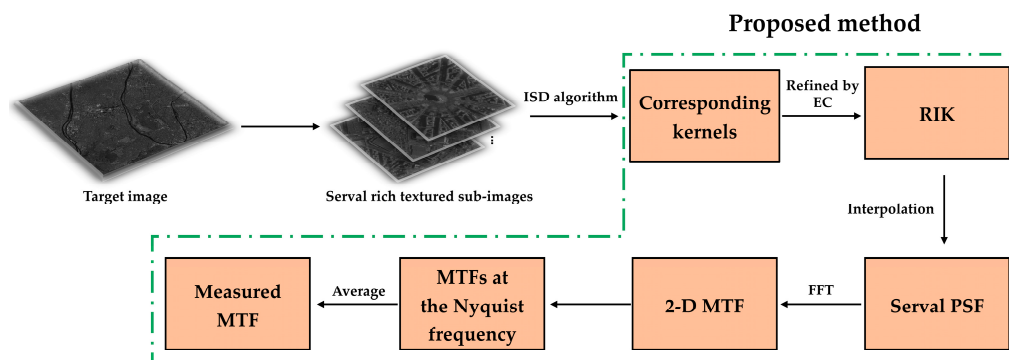 Proposed method
Target image
Serval rich textured sub-images
ISD algorithm
Corresponding
kernels
Refined by
EC
RIK
Interpolation
Serval PSF
FFT
2-D MTF
MTFs at
the Nyquist
frequency
Average
Measured
MTF